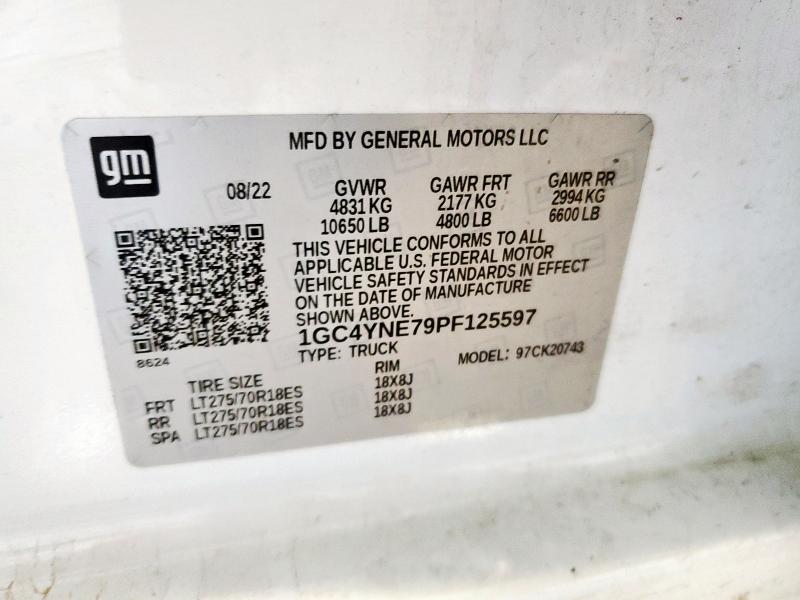 gm
MFD BY GENERAL MOTORS LLC
08/22 GVWR GAWR FRT GAWR RR
4831 KG 2177 KG 2994 KG
10650 LB 4800 LB 6600 LB
THIS VEHICLE CONFORMS TO ALL
APPLICABLE U.S. FEDERAL MOTOR
VEHICLE SAFETY STANDARDS IN EFFECT
ON THE DATE OF MANUFACTURE
SHOWN ABOVE.
1GC4YNE79PF125597
8624
TYPE: TRUCK MODEL: 97CK20743
TIRE SIZE RIM
FRT LT275/70R18ES 18X8J
RR LT275/70R18ES 18X8J
SPA LT275/70R18ES 18X8J